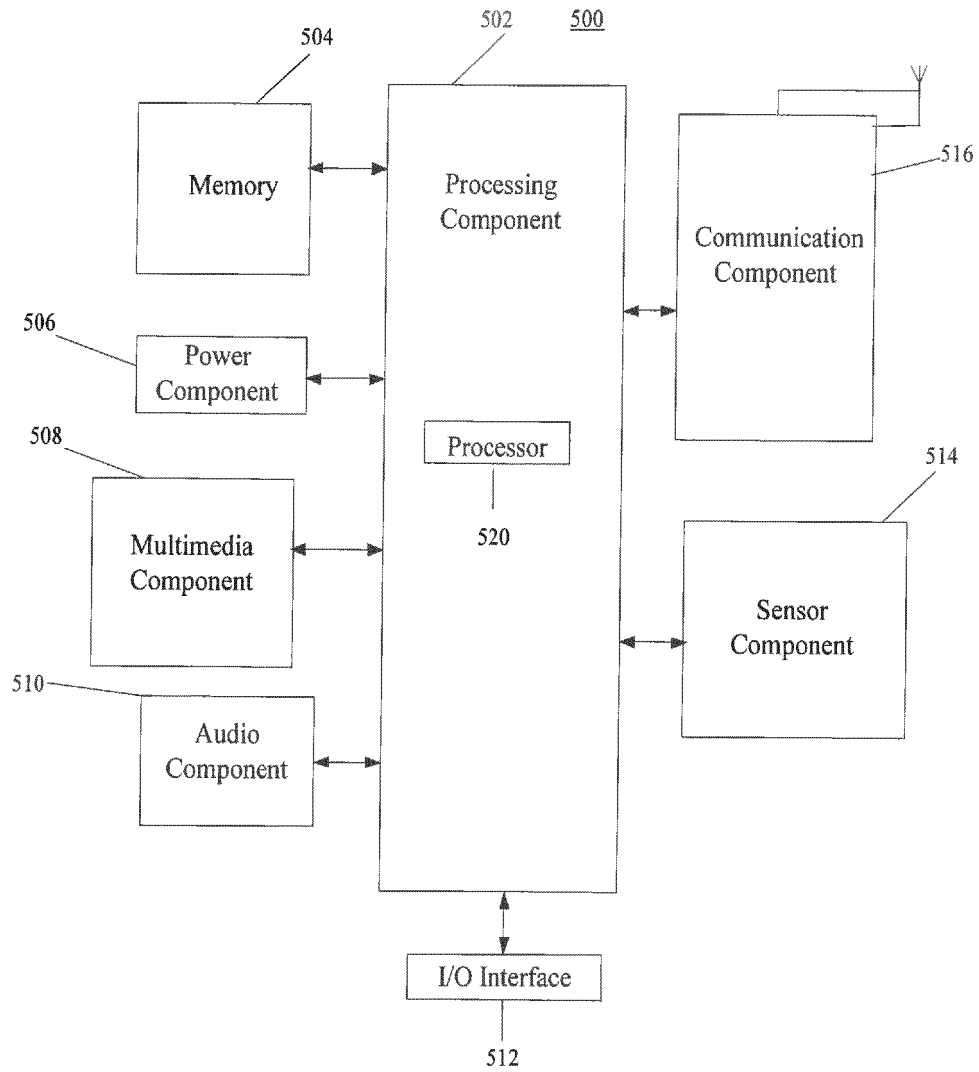 502
500
504
Memory
Processing
Component
516
Communication
Component
506
Power
Component
508
Processor
520
514
Multimedia
Component
Sensor
Component
510
Audio
Component
I/O Interface
512